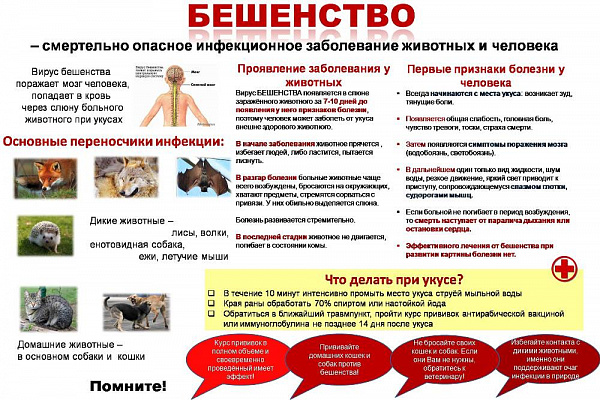 БЕШЕНСТВО
– смертельно опасное инфекционное заболевание животных и человека
Вирус бешенства
поражает мозг человека,
попадает в кровь
через слюну больного
животного при укусах
Мозг
Основные переносчики инфекции:
Дикие животные –
лисы, волки,
енотовидная собака,
ежи, летучие мыши
Домашние животные –
в основном собаки и кошки
Помните!
Проявление заболевания у
животных
Вирус БЕШЕНСТВА появляется в слюне
заражённого животного за 7-10 дней до
появления у него признаков болезни,
поэтому человек может заболеть от укуса
внешне здорового животного.
В начале заболевания животное прячется ,
избегает людей, либо ластится, пытается
лизнуть.
В разгар болезни больные животные чаще
всего возбуждены, бросаются на окружающих,
хватают предметы, стремятся сорваться с
привязи. У них обильно выделяется слюна.
Болезнь развивается стремительно.
В последней стадии животное не двигается,
погибает в состоянии комы.
Первые признаки болезни у
человека
• Всегда начинаются с места укуса: возникает зуд,
тянущие боли.
• Появляется общая слабость, головная боль,
чувство тревоги, тоски, страха смерти.
• Затем появляются симптомы поражения мозга
(водобоязнь, светобоязнь).
• В дальнейшем один только вид жидкости, шум
воды, резкое движение, яркий свет приводят к
приступу, сопровождающемуся спазмом глотки,
судорогами мышц.
• Если больной не погибает в период возбуждения,
то смерть наступает от паралича дыхания или
остановки сердца.
• Эффективного лечения от бешенства при
развитии картины болезни нет.
Что делать при укусе?
❑ В течение 10 минут интенсивно промыть место укуса струёй мыльной воды
❑ Края раны обработать 70% спиртом или настойкой йода
❑ Обратиться в ближайший травмпункт, пройти курс прививок антирабической вакциной
или иммуноглобулина не позднее 14 дня после укуса
Курс прививок в
полном объеме и
своевременно
проведённый имеет
эффект!
Прививайте
домашних кошек и
собак против
бешенства!
Не бросайте своих
кошек и собак. Если
они Вам не нужны,
обратитесь к
ветеринару!
Избегайте контакта с
дикими животными,
именно они
поддерживают очаг
инфекции в природе